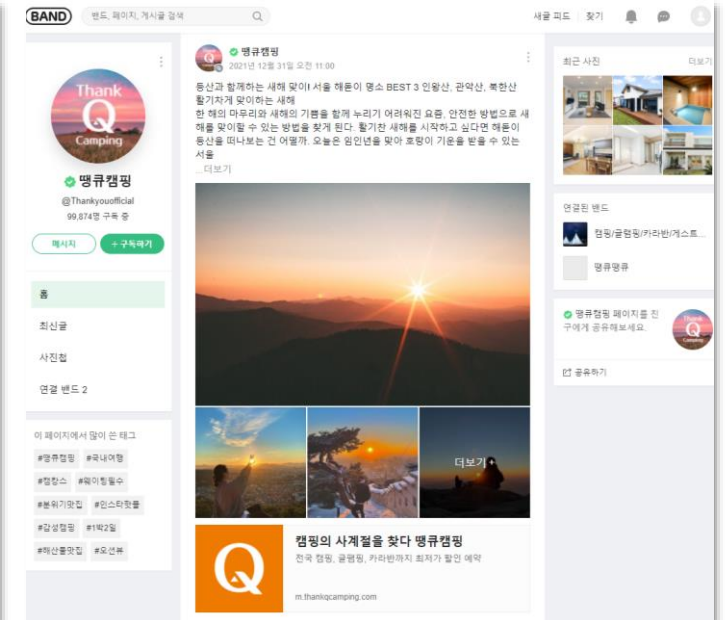 BAND
밴드, 페이지, 게시글 검색
새글 피드
찾기
Thank
Q
Camping
땡큐캠핑
@Thankyouofficial
99,874명 구독 중
메시지
+ 구독하기
홈
최신글
사진첩
연결 밴드 2
이 페이지에서 많이 쓴 태그
#땡큐캠핑 #국내여행
#캠캉스 #웨이팅필수
#분위기맛집 #인스타핫플
#감성캠핑 #1박2일
#해산물맛집 #오션뷰
땡큐캠핑
2021년 12월 31일 오전 11:00
등산과 함께하는 새해 맞이! 서울 해돋이 명소 BEST 3 인왕산, 관악산, 북한산
활기차게 맞이하는 새해
한 해의 마무리와 새해의 기쁨을 함께 누리기 어려워진 요즘, 안전한 방법으로 새
해를 맞이할 수 있는 방법을 찾게 된다. 활기찬 새해를 시작하고 싶다면 해돋이
등산을 떠나보는 건 어떨까. 오늘은 임인년을 맞아 호랑이 기운을 받을 수 있는
서울
...더보기
더보기 +
Q
캠핑의 사계절을 찾다 땡큐캠핑
전국 캠핑, 글램핑, 카라반까지 최저가 할인 예약
m.thankqcamping.com
최근 사진
더보기
연결된 밴드
캠핑/글램핑/카라반/게스트...
땡큐땡큐
땡큐캠핑 페이지를 친
구에게 공유해보세요.
Thank
Q
Camping
공유하기